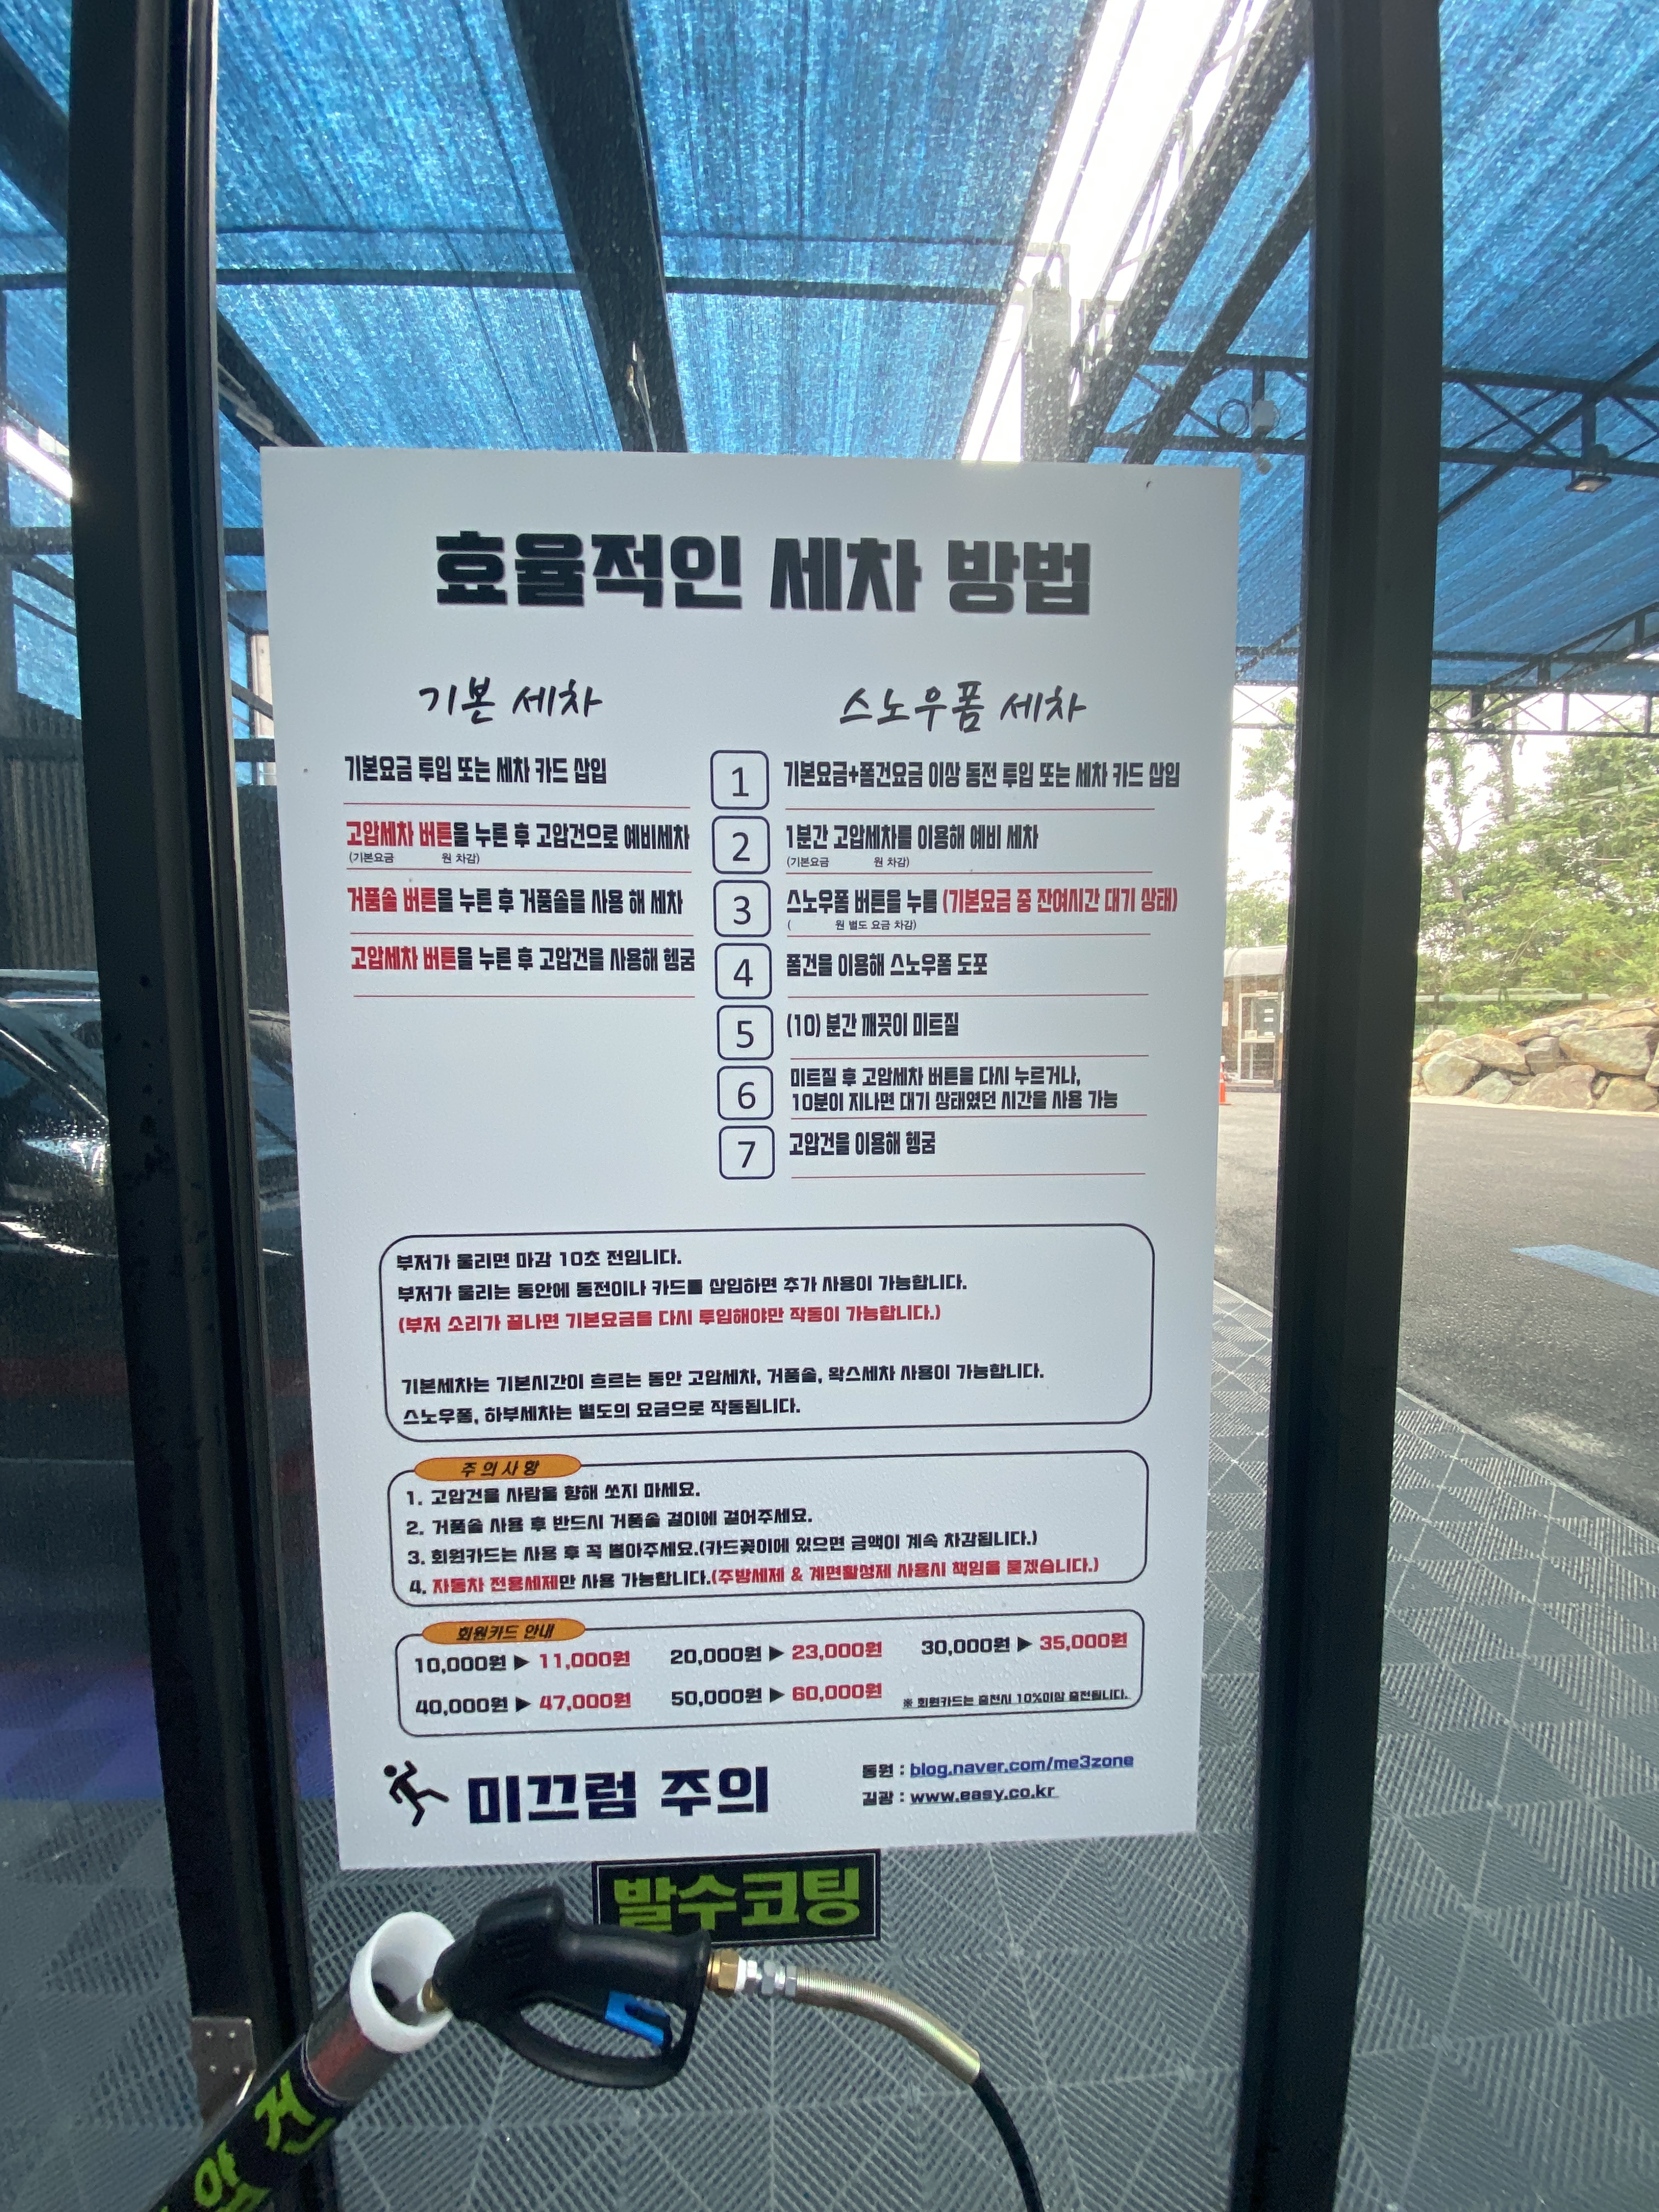 효율적인 세차 방법
기본 세차
기본요금 투입 또는 세차 카드 삽입
고압세차 버튼을 누른 후 고압건으로 예비세차
(기본요금 원 차감)
거품솔 버튼을 누른 후 거품솔을 사용 해 세차
고압세차 버튼을 누른 후 고압건을 사용해 헹굼
스노우폼 세차
1 기본요금+폼건요금 이상 동전 투입 또는 세차 카드 삽입
2 1분간 고압세차를 이용해 예비 세차
(기본요금 원 차감)
3 스노우폼 버튼을 누름 (기본요금 중 잔여시간 대기 상태)
( 원 별도 요금 차감)
4 폼건을 이용해 스노우폼 도포
5 (10) 분간 깨끗이 미트질
6 미트질 후 고압세차 버튼을 다시 누르거나,
10분이 지나면 대기 상태였던 시간을 사용 가능
7 고압건을 이용해 헹굼
부저가 울리면 마감 10초 전입니다.
부저가 울리는 동안에 동전이나 카드를 삽입하면 추가 사용이 가능합니다.
(부저 소리가 끝나면 기본요금을 다시 투입해야만 작동이 가능합니다.)
기본세차는 기본시간이 흐르는 동안 고압세차, 거품솔, 왁스세차 사용이 가능합니다.
스노우폼, 하부세차는 별도의 요금으로 작동됩니다.
주의사항
1. 고압건을 사람을 향해 쏘지 마세요.
2. 거품솔 사용 후 반드시 거품솔 걸이에 걸어주세요.
3. 회원카드는 사용 후 꼭 뽑아주세요.(카드꽂이에 있으면 금액이 계속 차감됩니다.)
4. 자동차 전용세제만 사용 가능합니다.(주방세제 & 계면활성제 사용시 책임을 묻겠습니다.)
회원카드 안내
10,000원 ▶ 11,000원 20,000원 ▶ 23,000원 30,000원 ▶ 35,000원
40,000원 ▶ 47,000원 50,000원 ▶ 60,000원 ※ 회원카드는 충전시 10%이상 충전됩니다.
미끄럼 주의
동원 : blog.naver.com/me3zone
길광 : www.easy.co.kr
발수코팅
압건